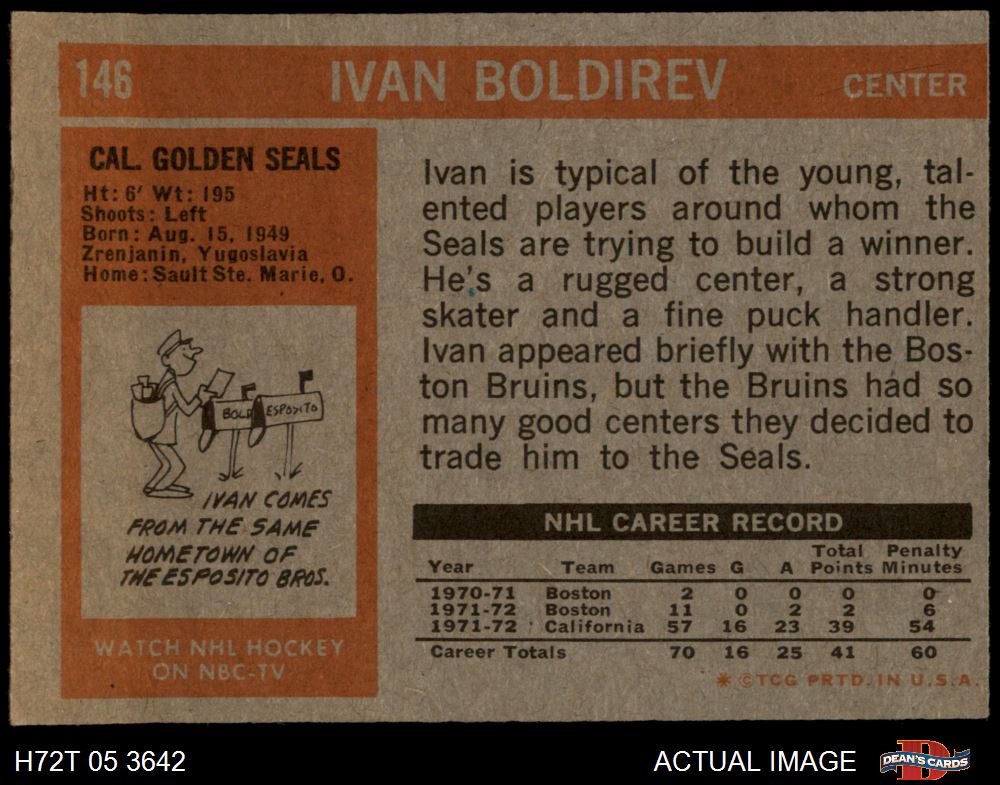 146 IVAN BOLDIREV CENTER
CAL. GOLDEN SEALS
Ht: 6' Wt: 195
Shoots: Left
Born: Aug. 15, 1949
Zrenjanin, Yugoslavia
Home: Sault Ste. Marie, O.
BOLD ESPOSITO
IVAN COMES
FROM THE SAME
HOMETOWN OF
THE ESPOSITO BROS.
WATCH NHL HOCKEY
ON NBC-TV
Ivan is typical of the young, tal-
ented players around whom the
Seals are trying to build a winner.
He's a rugged center, a strong
skater and a fine puck handler.
Ivan appeared briefly with the Bos-
ton Bruins, but the Bruins had so
many good centers they decided to
trade him to the Seals.
NHL CAREER RECORD
Total Penalty
Year Team Games G A Points Minutes
1970-71 Boston 2 0 0 0 0
1971-72 Boston 11 0 2 2 6
1971-72 California 57 16 23 39 54
Career Totals 70 16 25 41 60
* ©TCG PRTD. IN U.S.A.
H72T 05 3642 ACTUAL IMAGE D DEAN'S CARDS